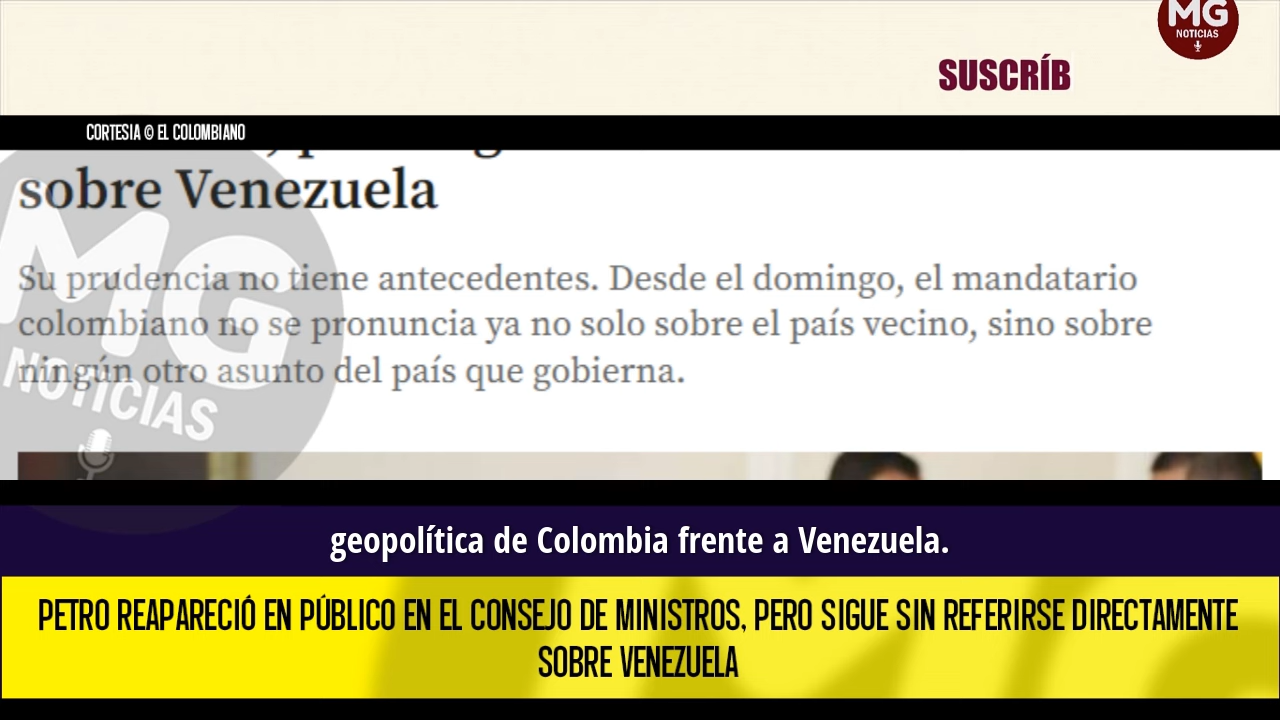 MG
NOTICIAS
SUSCRÍB
CORTESIA © EL COLOMBIANO
sobre Venezuela
Su prudencia no tiene antecedentes. Desde el domingo, el mandatario
colombiano no se pronuncia ya no solo sobre el país vecino, sino sobre
ningún otro asunto del país que gobierna.
MG
NOTICIAS
geopolítica de Colombia frente a Venezuela.
PETRO REAPARECIÓ EN PÚBLICO EN EL CONSEJO DE MINISTROS, PERO SIGUE SIN REFERIRSE DIRECTAMENTE
SOBRE VENEZUELA